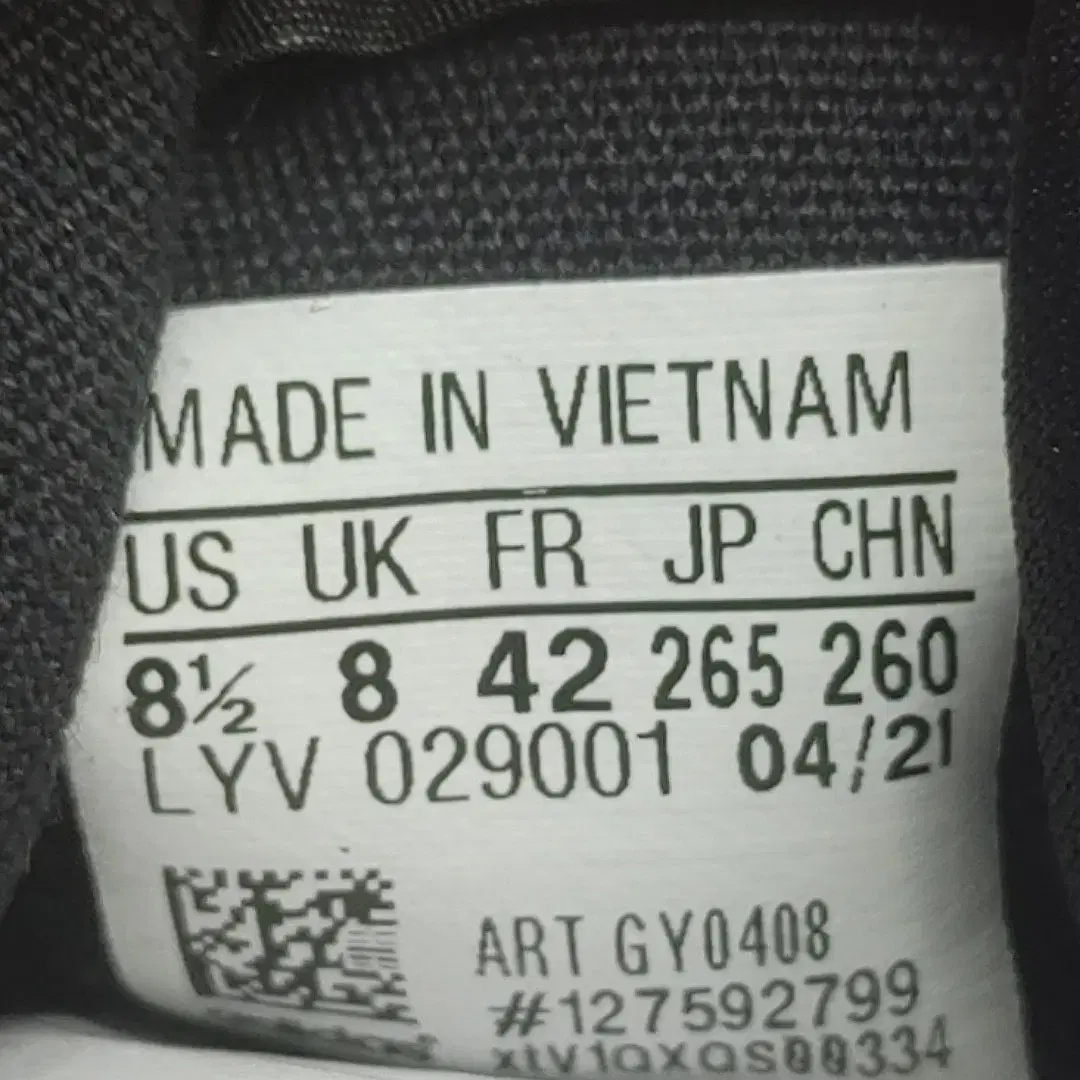 MADE IN VIETNAM
US UK FR JP CHN
8½ 8 42 265 260
LYV 029001 04/21
ART GY0408
#127592799